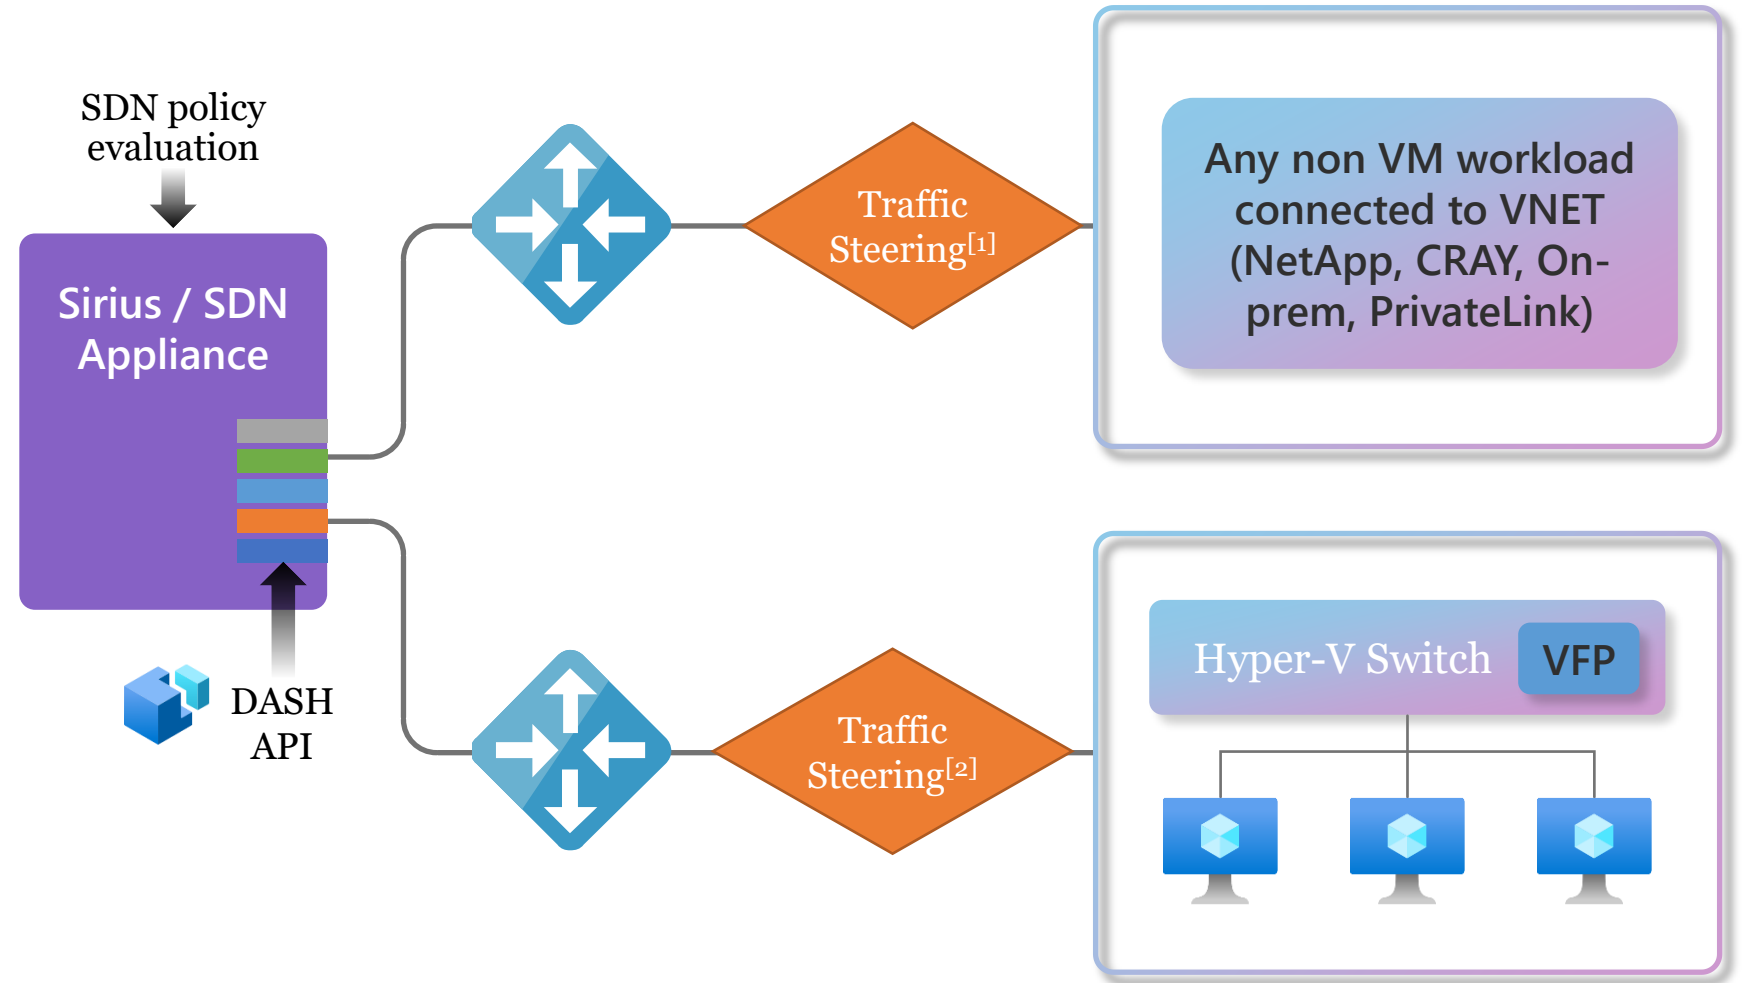 SDN policy
evaluation
Sirius / SDN
Appliance
DASH
API
Traffic
Steering[1]
Any non VM workload
connected to VNET
(NetApp, CRAY, On-
prem, PrivateLink)
Traffic
Steering[2]
Hyper-V Switch
VFP